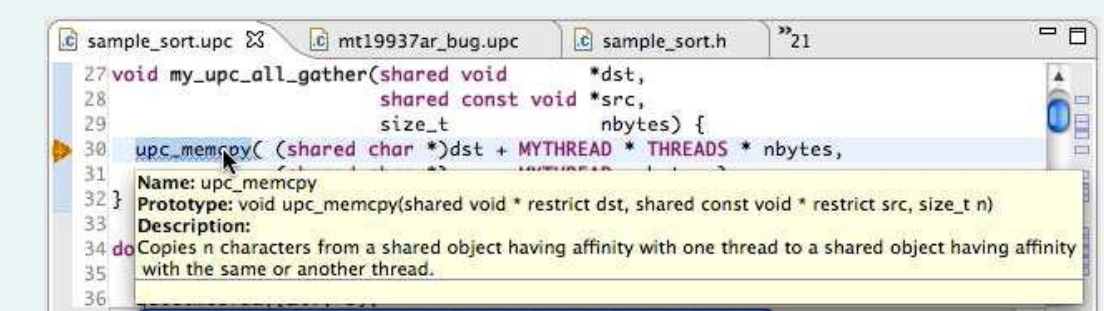 sample_sort.upc mt19937ar_bug.upc sample_sort.h »21
27 void my_upc_all_gather(shared void *dst,
28 shared const void *src,
29 size_t nbytes) {
30 upc_memcpy( (shared char *)dst + MYTHREAD * THREADS * nbytes,
31
Name: upc_memcpy
32 }
Prototype: void upc_memcpy(shared void * restrict dst, shared const void * restrict src, size_t n)
33
Description:
34 do
Copies n characters from a shared object having affinity with one thread to a shared object having affinity
35
with the same or another thread.
36